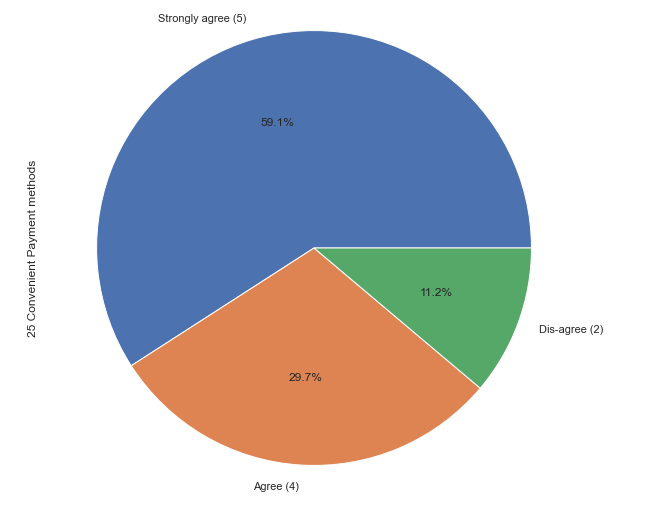 Strongly agree (5)
59.1%
25 Convenient Payment methods
11.2%
Dis-agree (2)
29.7%
Agree (4)